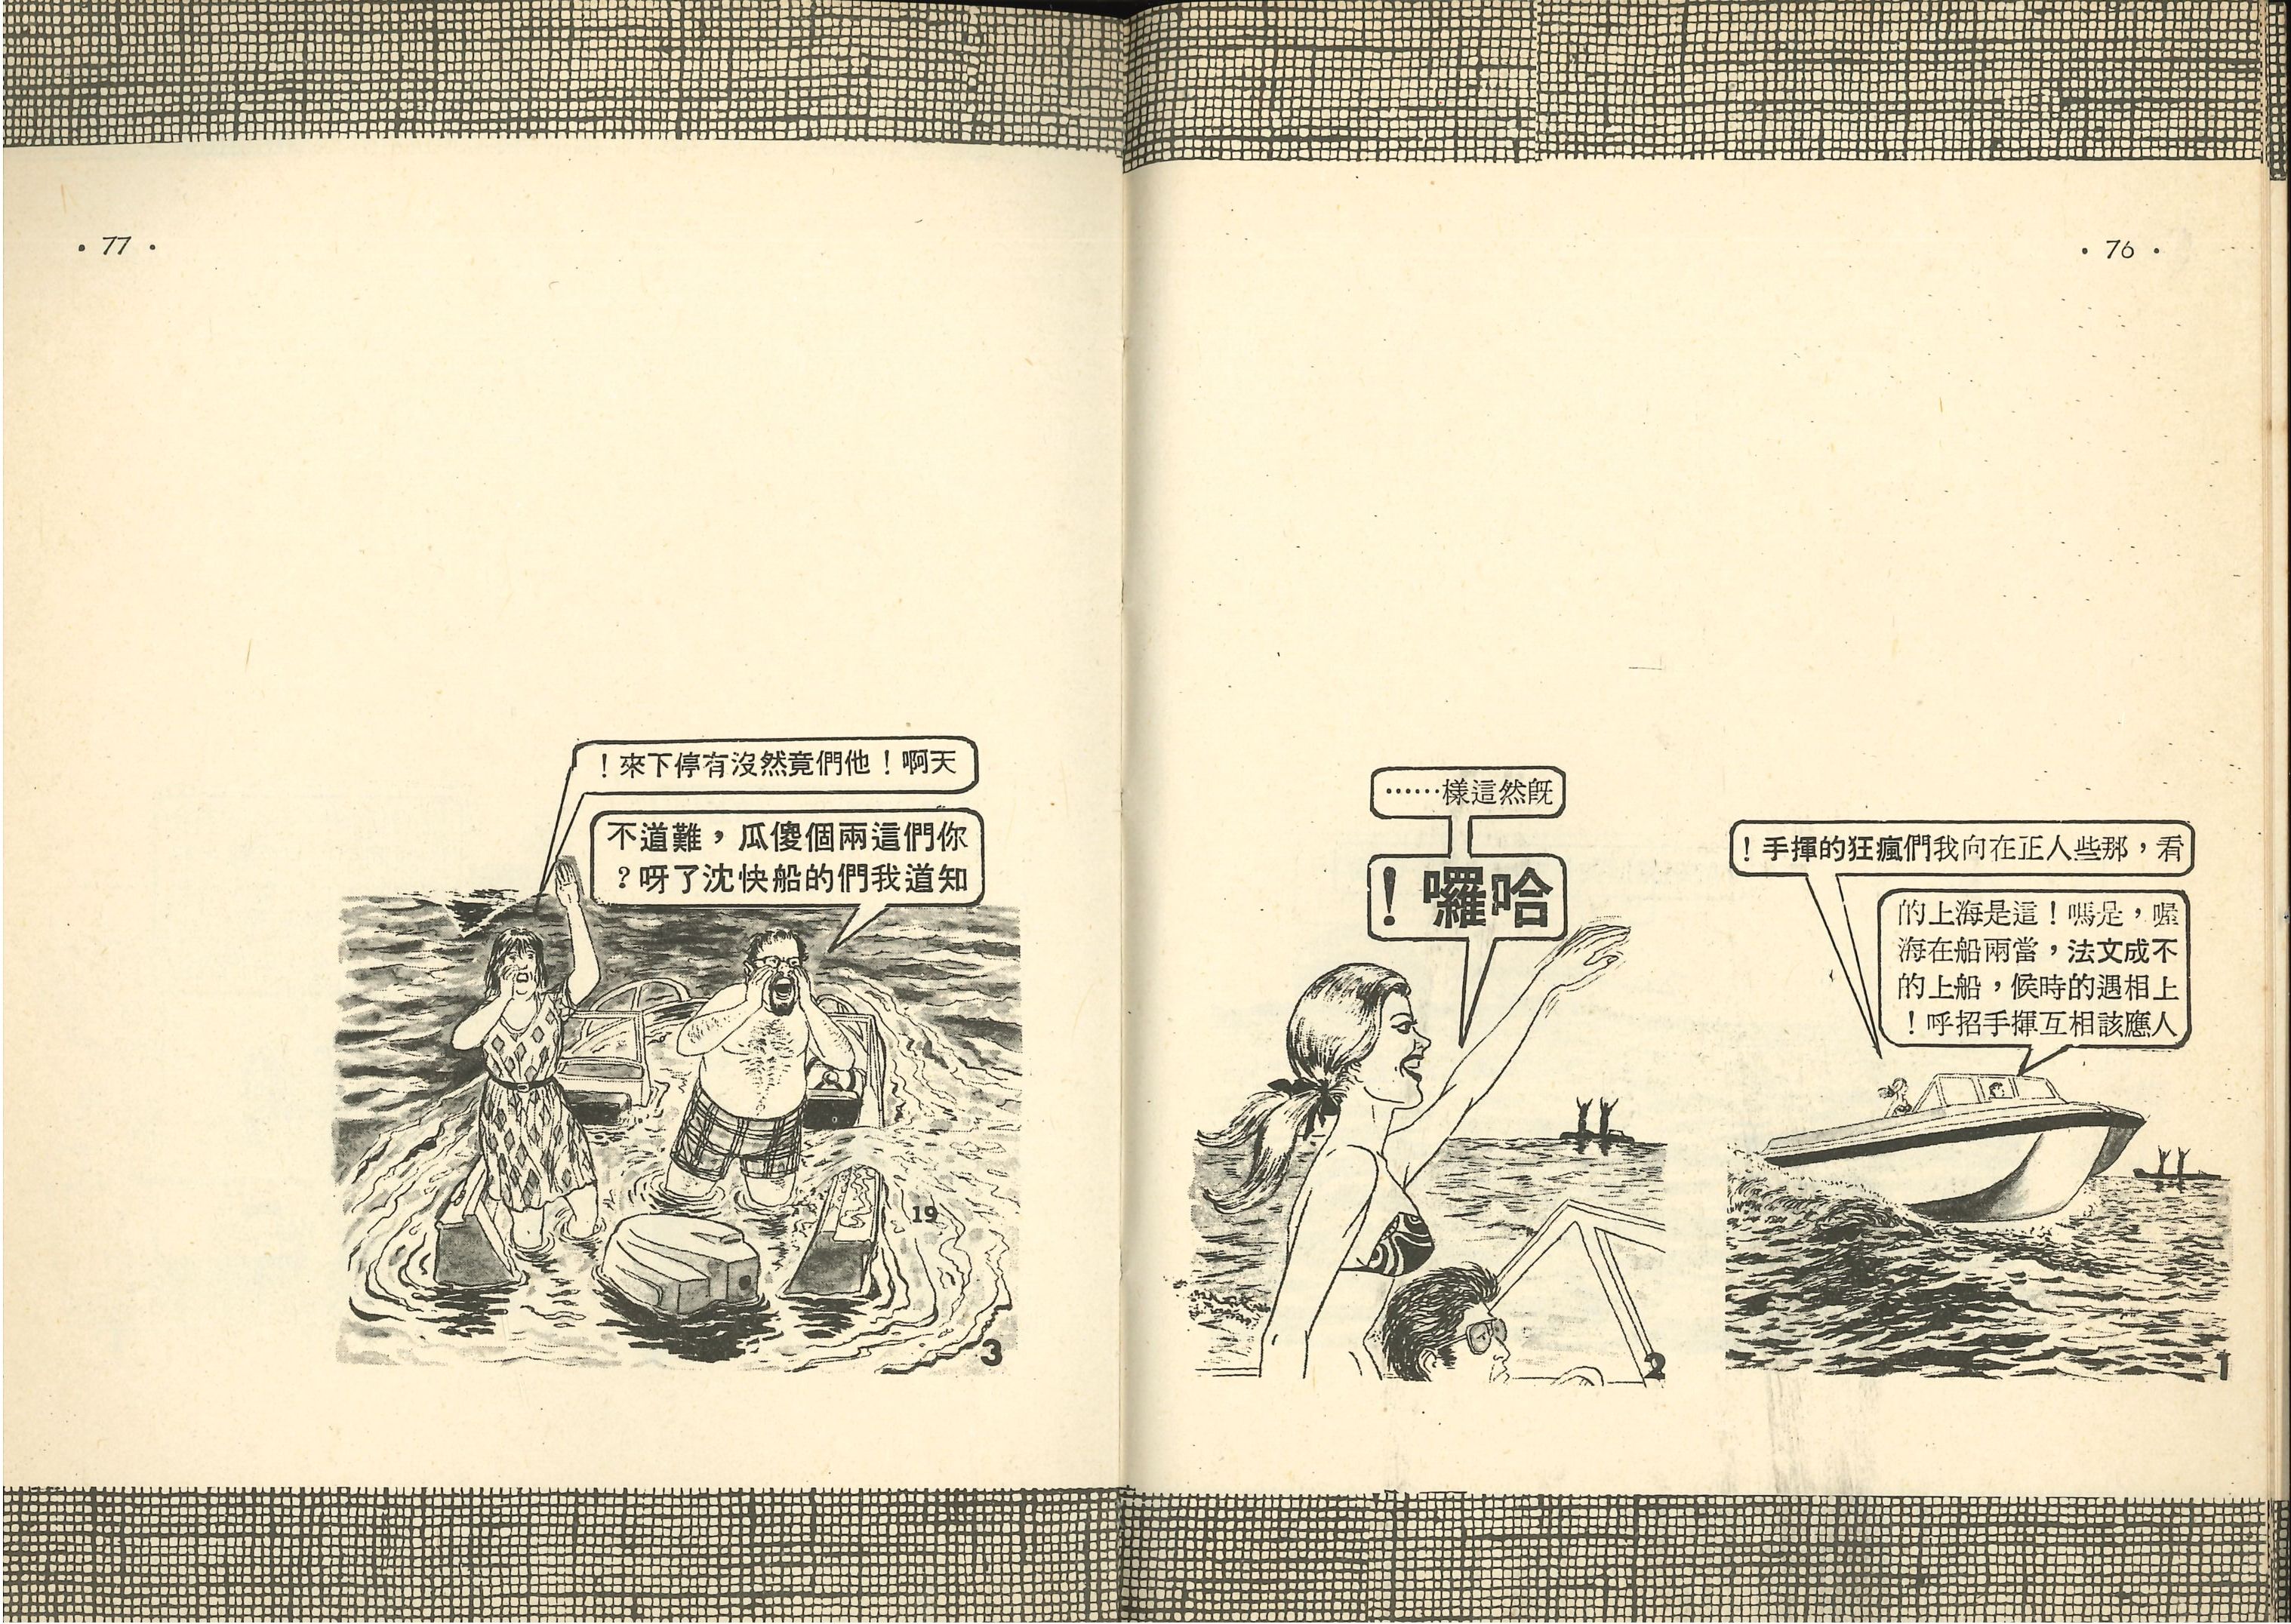 • 76 •
看，那些人正在向我們瘋狂的揮手！
喔，是嗎！這是海上的
不成文法，當兩船在海
上相遇的時候，船上的
人應該相互揮手招呼！
1
既然這樣……
哈囉！
2
• 77 •
天啊！他們竟然沒有停下來！
你們這兩個傻瓜，難道不
知道我們的船快沈了呀？
19
3